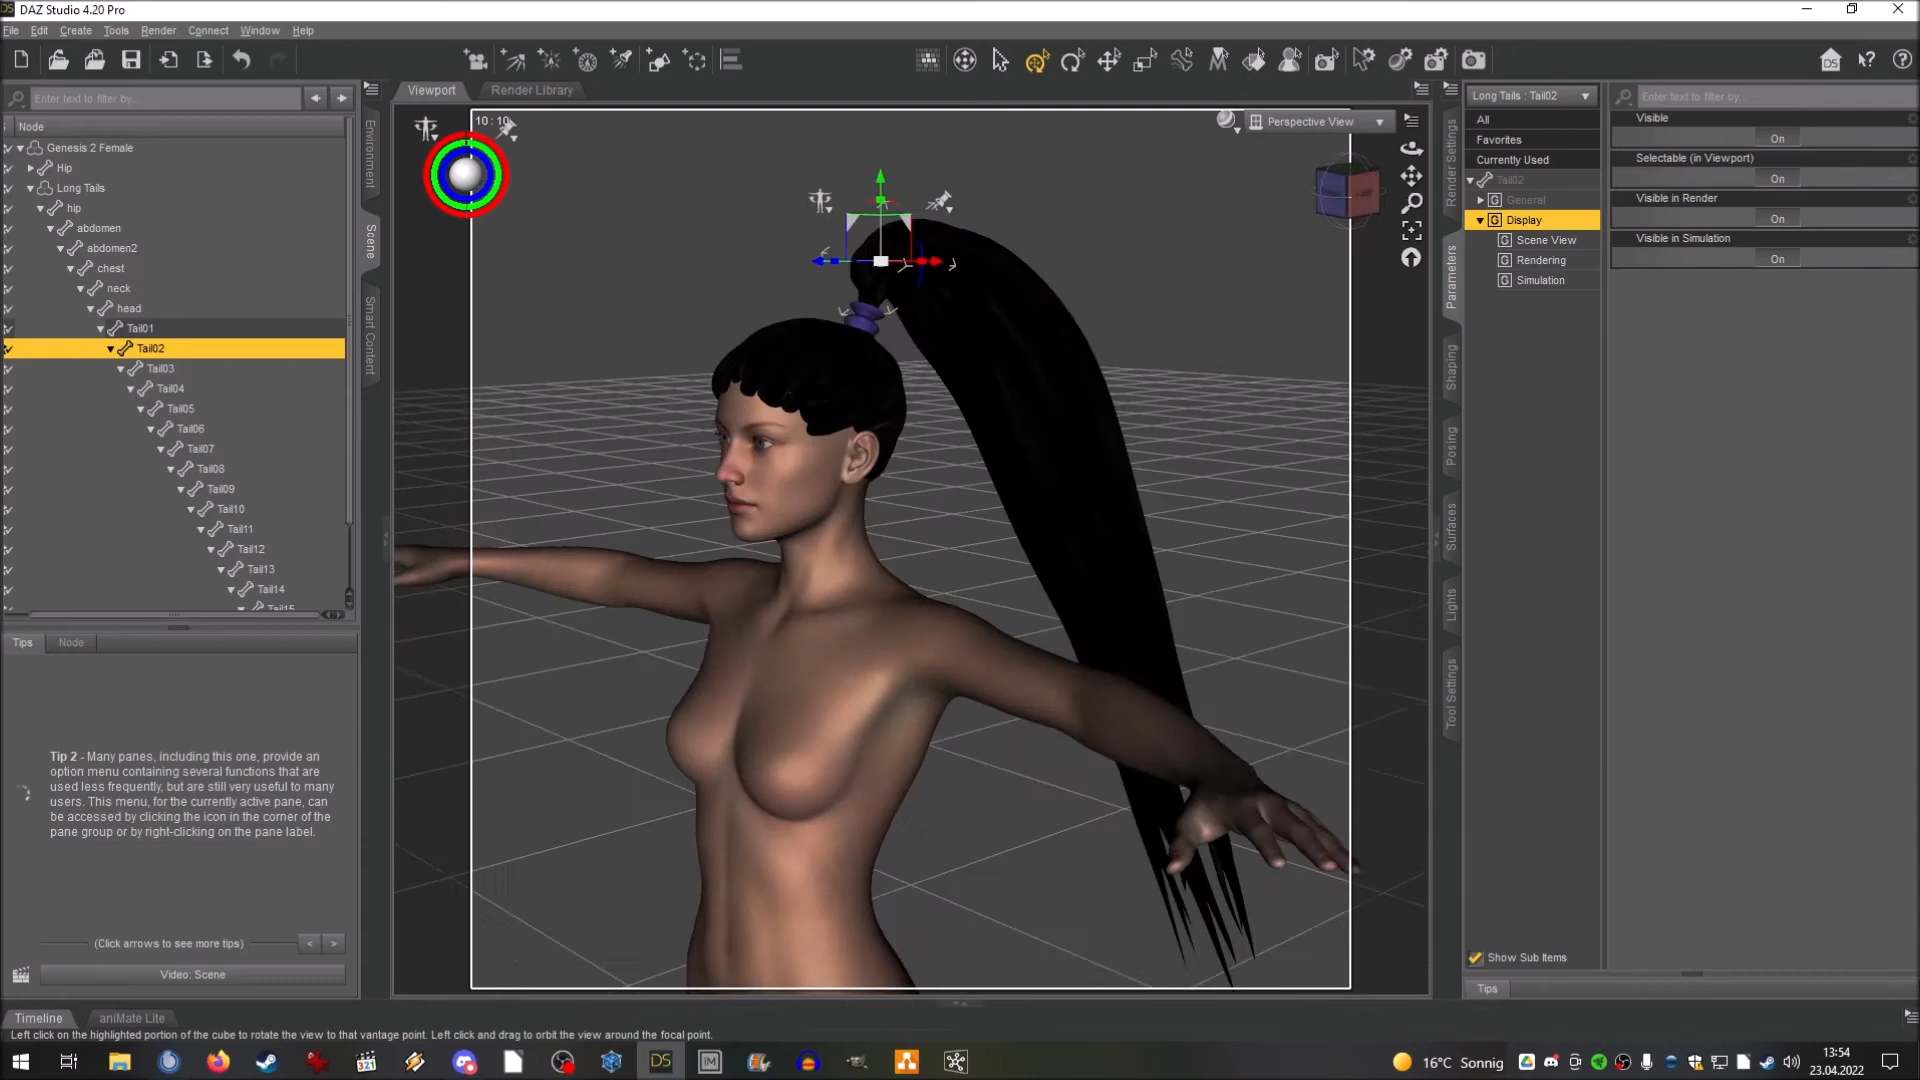 DAZ Studio 4.20 Pro
File Edit Create Tools Render Connect Window Help
Enter text to filter by...
Node
Genesis 2 Female
Hip
Long Tails
hip
abdomen
abdomen2
chest
neck
head
Tail01
Tail02
Tail03
Tail04
Tail05
Tail06
Tail07
Tail08
Tail09
Tail10
Tail11
Tail12
Tail13
Tail14
Tail15
Environment
Scene
Smart Content
Tips Node
Tip 2 - Many panes, including this one, provide an
option menu containing several functions that are
used less frequently, but are still very useful to many
users. This menu, for the currently active pane, can
be accessed by clicking the icon in the corner of the
pane group or by right-clicking on the pane label.
(Click arrows to see more tips) < >
Video: Scene
Viewport Render Library
10 : 10
Perspective View
Render Settings
Parameters
Shaping
Posing
Surfaces
Lights
Tool Settings
Long Tails : Tail02
All
Favorites
Currently Used
Tail02
G General
G Display
G Scene View
G Rendering
G Simulation
Show Sub Items
Enter text to filter by...
Visible
On
Selectable (in Viewport)
On
Visible in Render
On
Visible in Simulation
On
Tips
Timeline aniMate Lite
Left click on the highlighted portion of the cube to rotate the view to that vantage point. Left click and drag to orbit the view around the focal point.
321
DS
IM
16°C Sonnig
13:54
23.04.2022